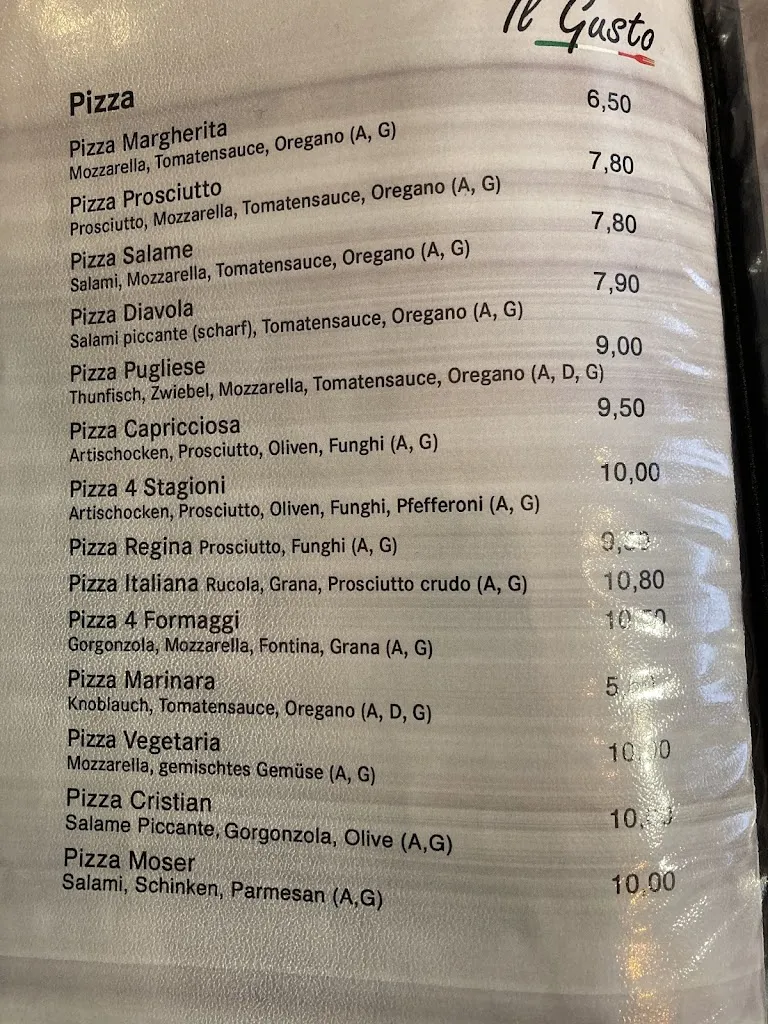 Il Gusto
Pizza
Pizza Margherita 6,50
Mozzarella, Tomatensauce, Oregano (A, G)
Pizza Prosciutto 7,80
Prosciutto, Mozzarella, Tomatensauce, Oregano (A, G)
Pizza Salame 7,80
Salami, Mozzarella, Tomatensauce, Oregano (A, G)
Pizza Diavola 7,90
Salami piccante (scharf), Tomatensauce, Oregano (A, G)
Pizza Pugliese 9,00
Thunfisch, Zwiebel, Mozzarella, Tomatensauce, Oregano (A, D, G)
Pizza Capricciosa 9,50
Artischocken, Prosciutto, Oliven, Funghi (A, G)
Pizza 4 Stagioni 10,00
Artischocken, Prosciutto, Oliven, Funghi, Pfefferoni (A, G)
Pizza Regina Prosciutto, Funghi (A, G)
Pizza Italiana Rucola, Grana, Prosciutto crudo (A, G) 10,80
Pizza 4 Formaggi 10,50
Gorgonzola, Mozzarella, Fontina, Grana (A, G)
Pizza Marinara
Knoblauch, Tomatensauce, Oregano (A, D, G)
Pizza Vegetaria 10,00
Mozzarella, gemischtes Gemüse (A, G)
Pizza Cristian
Salame Piccante, Gorgonzola, Olive (A,G)
Pizza Moser 10,00
Salami, Schinken, Parmesan (A,G)